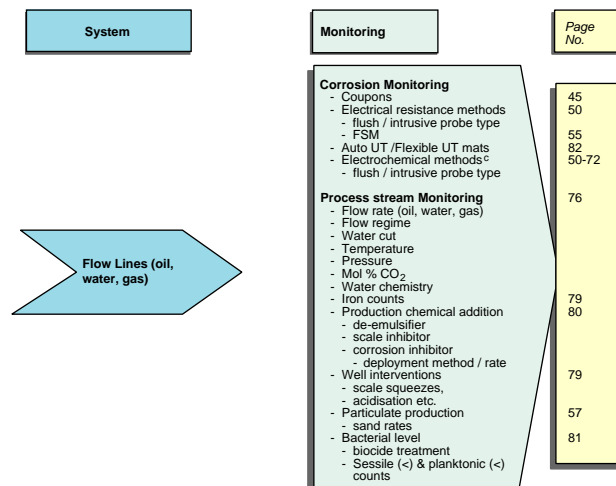 System
Monitoring
Page
No.
Flow Lines (oil,
water, gas)
Corrosion Monitoring
- Coupons 45
- Electrical resistance methods 50
- flush / intrusive probe type
- FSM 55
- Auto UT /Flexible UT mats 82
- Electrochemical methods c 50-72
- flush / intrusive probe type
Process stream Monitoring 76
- Flow rate (oil, water, gas)
- Flow regime
- Water cut
- Temperature
- Pressure
- Mol % CO2
- Water chemistry
- Iron counts 79
- Production chemical addition 80
- de-emulsifier
- scale inhibitor
- corrosion inhibitor
- deployment method / rate
- Well interventions 79
- scale squeezes,
- acidisation etc.
- Particulate production 57
- sand rates
- Bacterial level 81
- biocide treatment
- Sessile (<) & planktonic (<)
counts